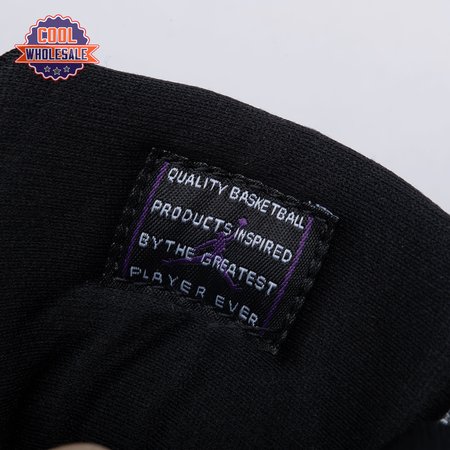 COOL
WHOLESALE
QUALITY BASKETBALL
PRODUCTS INSPIRED
BY THE GREATEST
PLAYER EVER